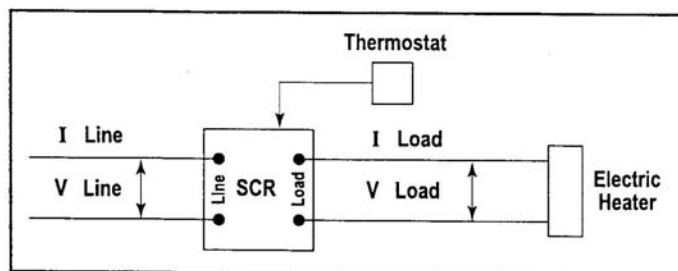 Thermostat
I Line
I Load
V Line
Line
SCR
Load
V Load
Electric
Heater